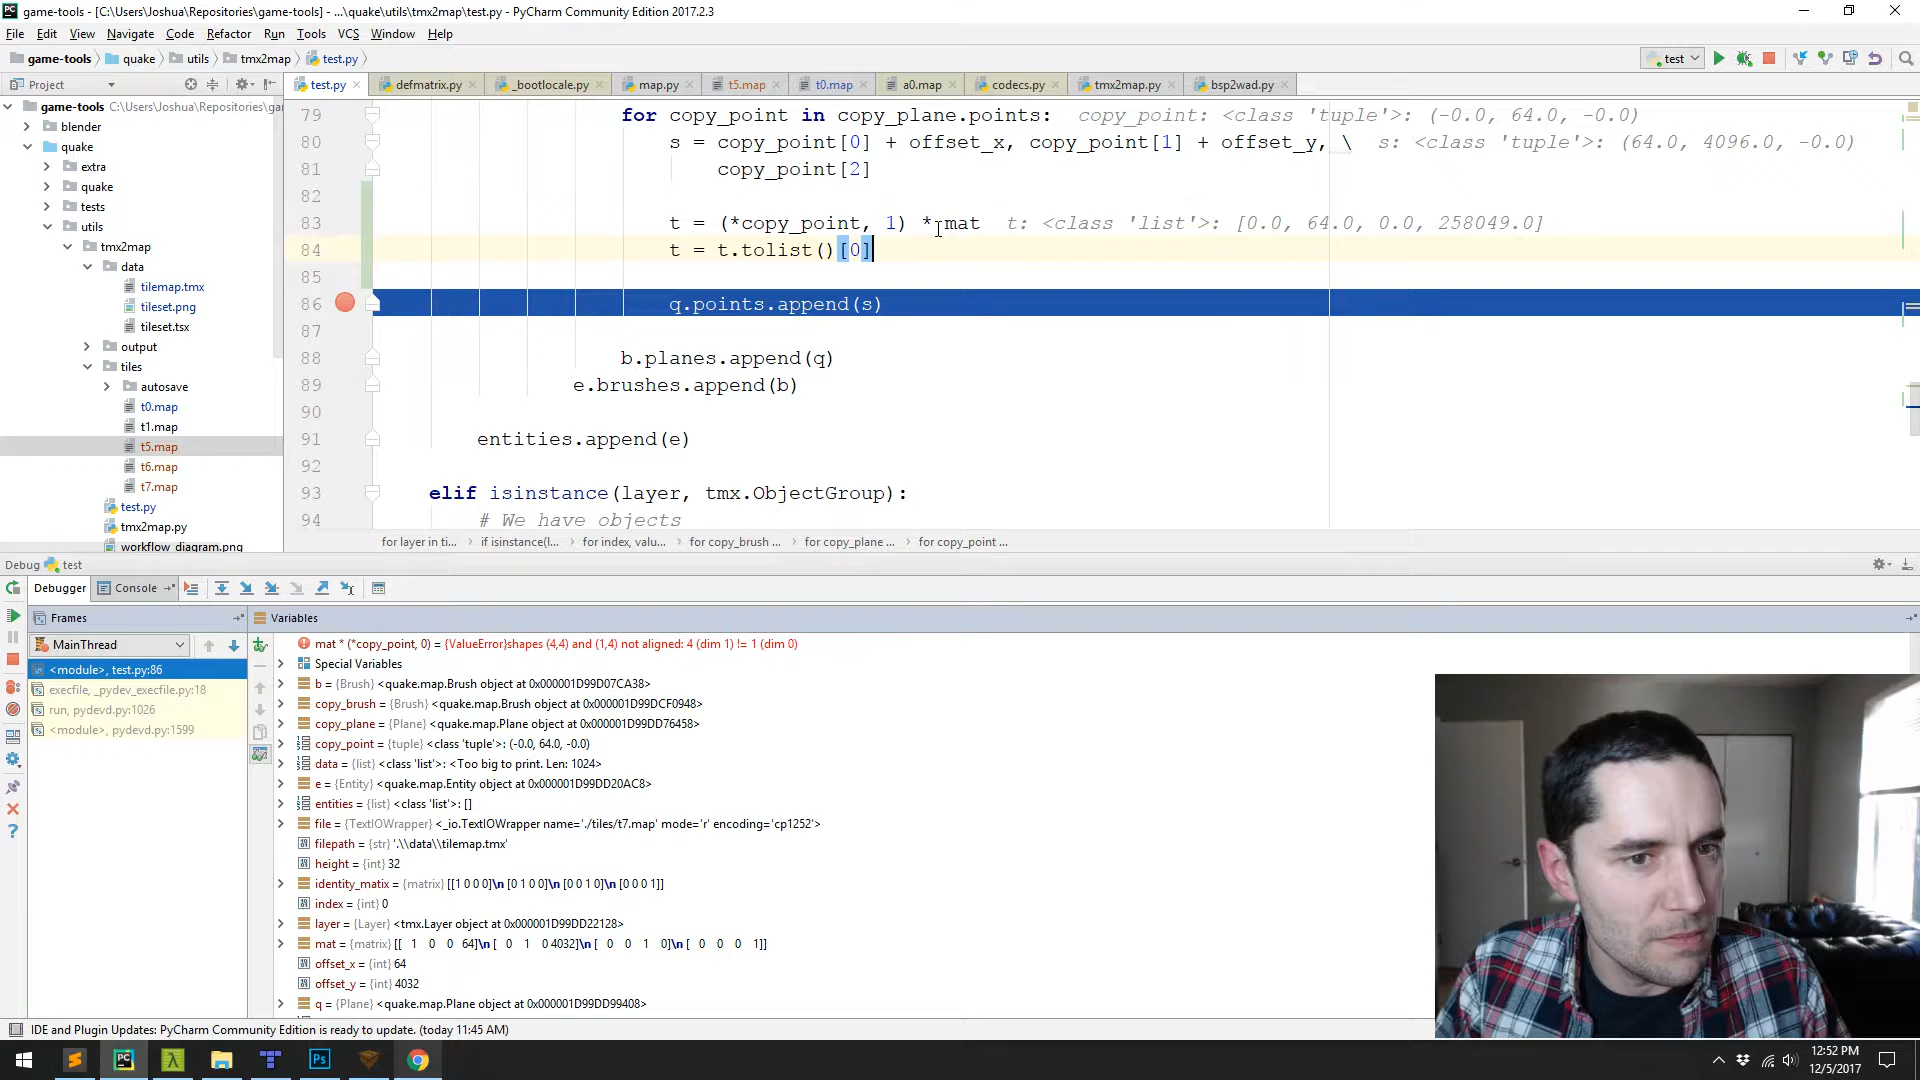 game-tools - [C:\Users\Joshua\Repositories\game-tools] - ...\quake\utils\tmx2map\test.py - PyCharm Community Edition 2017.2.3
File Edit View Navigate Code Refactor Run Tools VCS Window Help
game-tools quake utils tmx2map test.py test
Project test.py defmatrix.py _bootlocale.py map.py t5.map t0.map a0.map codecs.py tmx2map.py bsp2wad.py
game-tools C:\Users\Joshua\Repositories\ga
blender
quake
extra
quake
tests
utils
tmx2map
data
tilemap.tmx
tileset.png
tileset.tsx
output
tiles
autosave
t0.map
t1.map
t5.map
t6.map
t7.map
test.py
tmx2map.py
workflow_diagram.png
79 for copy_point in copy_plane.points: copy_point: <class 'tuple'>: (-0.0, 64.0, -0.0)
80 s = copy_point[0] + offset_x, copy_point[1] + offset_y, \ s: <class 'tuple'>: (64.0, 4096.0, -0.0)
81 copy_point[2]
82
83 t = (*copy_point, 1) * mat t: <class 'list'>: [0.0, 64.0, 0.0, 258049.0]
84 t = t.tolist()[0]
85
86 q.points.append(s)
87
88 b.planes.append(q)
89 e.brushes.append(b)
90
91 entities.append(e)
92
93 elif isinstance(layer, tmx.ObjectGroup):
94 # We have objects
for layer in ti... if isinstance(l... for index, valu... for copy_brush ... for copy_plane ... for copy_point ...
Debug test
Debugger Console
Frames Variables
MainThread
<module>, test.py:86
execfile, _pydev_execfile.py:18
run, pydevd.py:1026
<module>, pydevd.py:1599
mat * (*copy_point, 0) = {ValueError}shapes (4,4) and (1,4) not aligned: 4 (dim 1) != 1 (dim 0)
Special Variables
b = {Brush} <quake.map.Brush object at 0x000001D99D07CA38>
copy_brush = {Brush} <quake.map.Brush object at 0x000001D99DCF0948>
copy_plane = {Plane} <quake.map.Plane object at 0x000001D99DD76458>
copy_point = {tuple} <class 'tuple'>: (-0.0, 64.0, -0.0)
data = {list} <class 'list'>: <Too big to print. Len: 1024>
e = {Entity} <quake.map.Entity object at 0x000001D99DD20AC8>
entities = {list} <class 'list'>: []
file = {TextIOWrapper} <_io.TextIOWrapper name='./tiles/t7.map' mode='r' encoding='cp1252'>
filepath = {str} '.\\data\\tilemap.tmx'
height = {int} 32
identity_matix = {matrix} [[1 0 0 0]\n [0 1 0 0]\n [0 0 1 0]\n [0 0 0 1]]
index = {int} 0
layer = {Layer} <tmx.Layer object at 0x000001D99DD22128>
mat = {matrix} [[ 1 0 0 64]\n [ 0 1 0 4032]\n [ 0 0 1 0]\n [ 0 0 0 1]]
offset_x = {int} 64
offset_y = {int} 4032
q = {Plane} <quake.map.Plane object at 0x000001D99DD99408>
IDE and Plugin Updates: PyCharm Community Edition is ready to update. (today 11:45 AM)
12:52 PM
12/5/2017